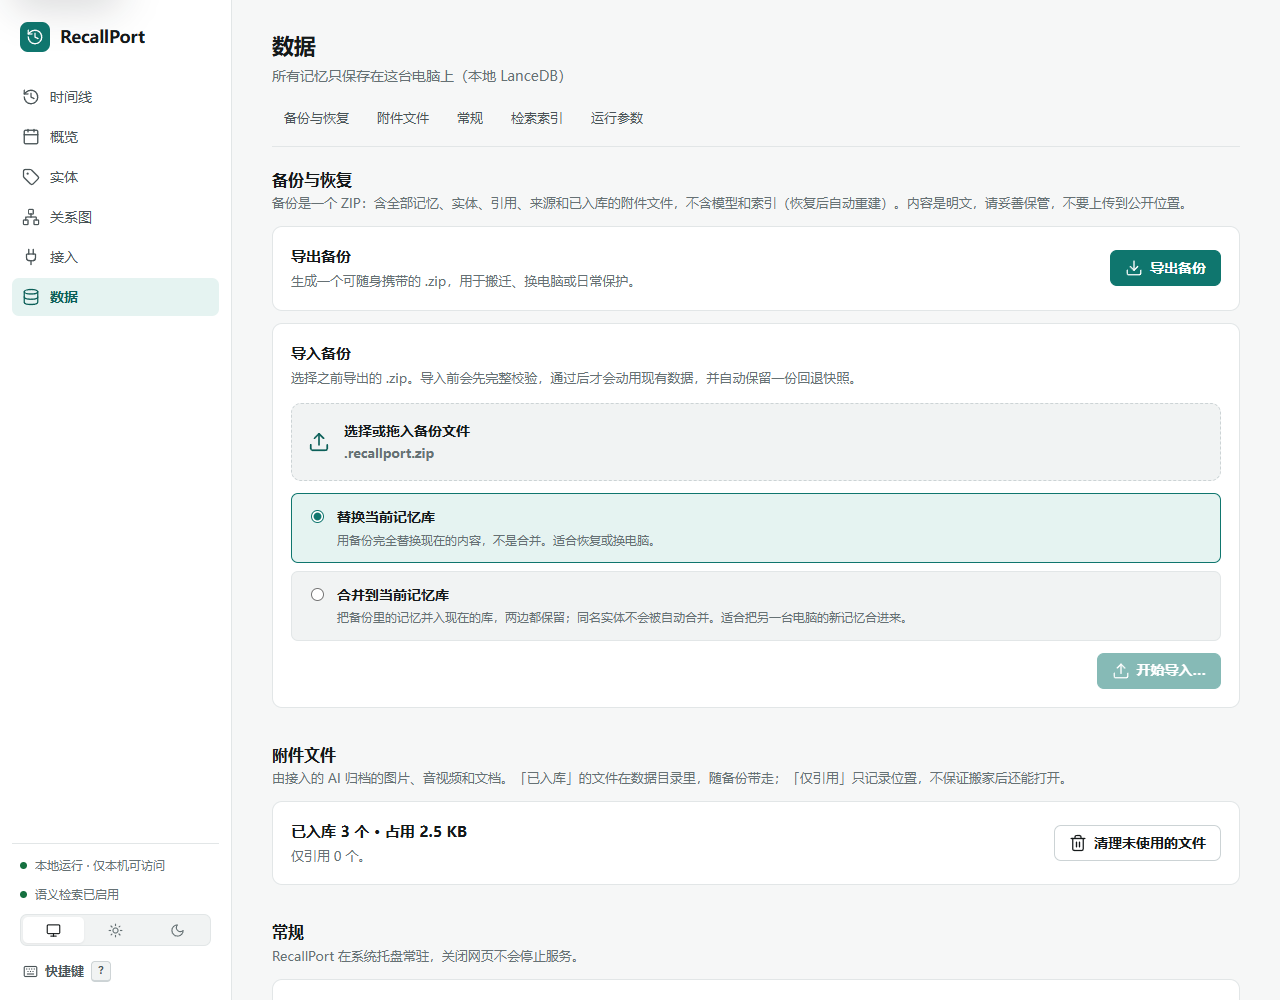 RecallPort
时间线
概览
实体
关系图
接入
数据
本地运行 · 仅本机可访问
语义检索已启用
快捷键 ?
数据
所有记忆只保存在这台电脑上（本地 LanceDB）
备份与恢复 附件文件 常规 检索索引 运行参数
备份与恢复
备份是一个 ZIP：含全部记忆、实体、引用、来源和已入库的附件文件，不含模型和索引（恢复后自动重建）。内容是明文，请妥善保管，不要上传到公开位置。
导出备份
生成一个可随身携带的 .zip，用于搬迁、换电脑或日常保护。
导出备份
导入备份
选择之前导出的 .zip。导入前会先完整校验，通过后才会动用现有数据，并自动保留一份回退快照。
选择或拖入备份文件
.recallport.zip
替换当前记忆库
用备份完全替换现在的内容，不是合并。适合恢复或换电脑。
合并到当前记忆库
把备份里的记忆并入现在的库，两边都保留；同名实体不会被自动合并。适合把另一台电脑的新记忆合进来。
开始导入...
附件文件
由接入的 AI 归档的图片、音视频和文档。「已入库」的文件在数据目录里，随备份带走；「仅引用」只记录位置，不保证搬家后还能打开。
已入库 3 个 • 占用 2.5 KB
仅引用 0 个。
清理未使用的文件
常规
RecallPort 在系统托盘常驻，关闭网页不会停止服务。